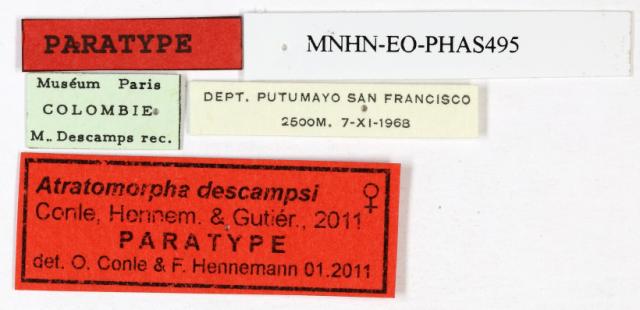 PARATYPE
MNHN-EO-PHAS495
Muséum Paris
COLOMBIE
M. Descamps rec.
DEPT. PUTUMAYO SAN FRANCISCO
2500M. 7-XI-1968
Atratomorpha descampsi ♀
Conle, Hennem. & Gutiér., 2011
PARATYPE
det. O. Conle & F. Hennemann 01.2011